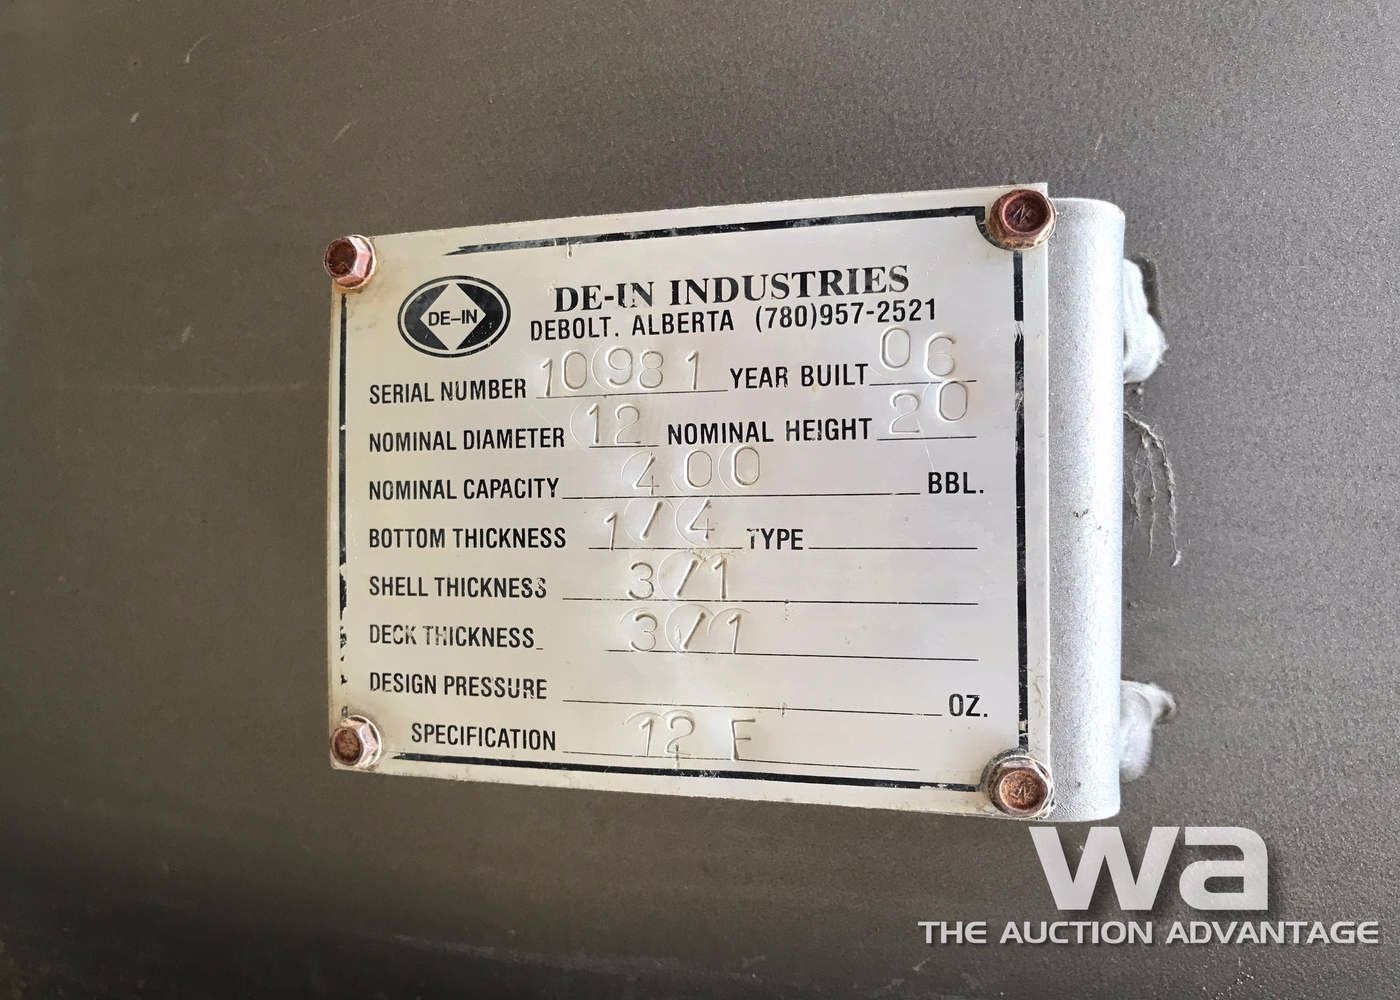 DE-IN
DE-IN INDUSTRIES
DEBOLT. ALBERTA (780)957-2521
SERIAL NUMBER 10981 YEAR BUILT 06
NOMINAL DIAMETER 12 NOMINAL HEIGHT 20
NOMINAL CAPACITY 400 BBL.
BOTTOM THICKNESS 1/4 TYPE
SHELL THICKNESS 3/1
DECK THICKNESS 3/1
DESIGN PRESSURE OZ.
SPECIFICATION 12 F
wa
THE AUCTION ADVANTAGE